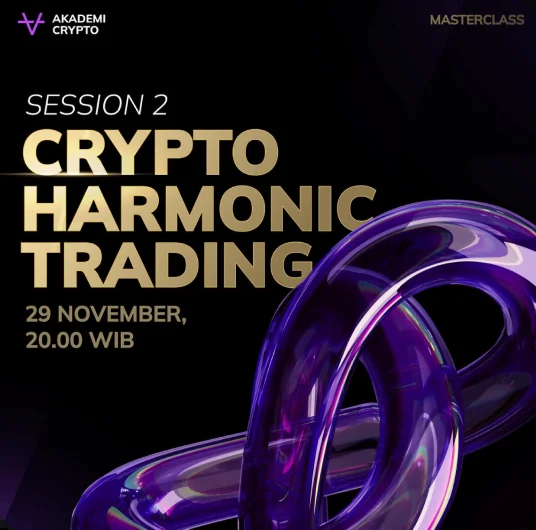 AKADEMI
CRYPTO
MASTERCLASS
SESSION 2
CRYPTO
HARMONIC
TRADING
29 NOVEMBER,
20.00 WIB